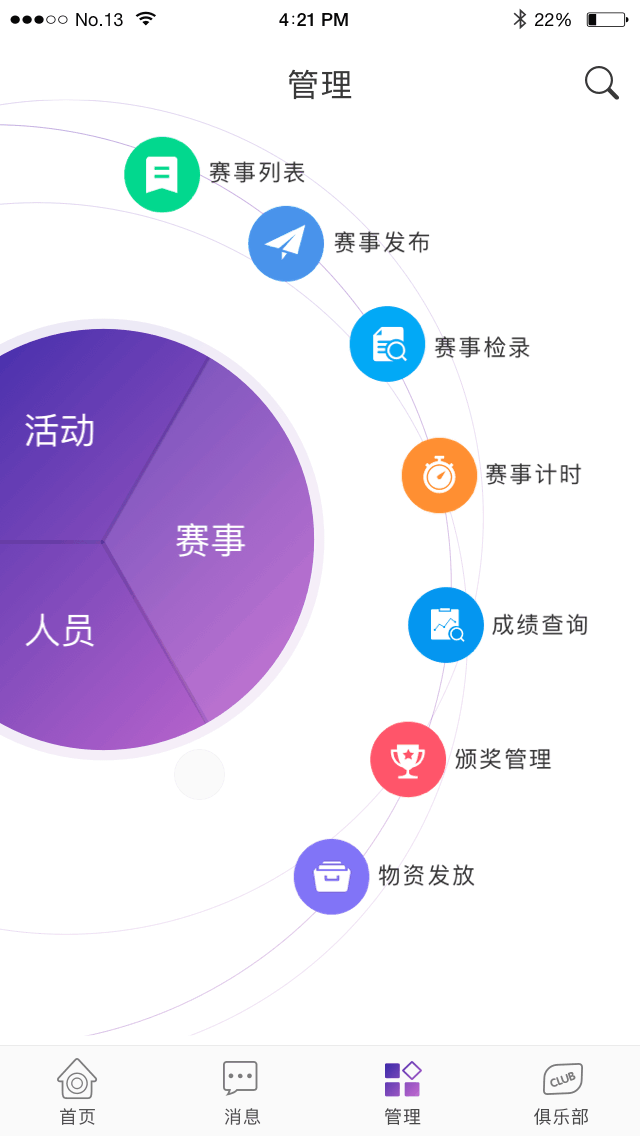 No.13
4:21 PM
22%
管理
赛事列表
赛事发布
赛事检录
活动
赛事计时
赛事
人员
成绩查询
颁奖管理
物资发放
CLUB
首页
消息
管理
俱乐部